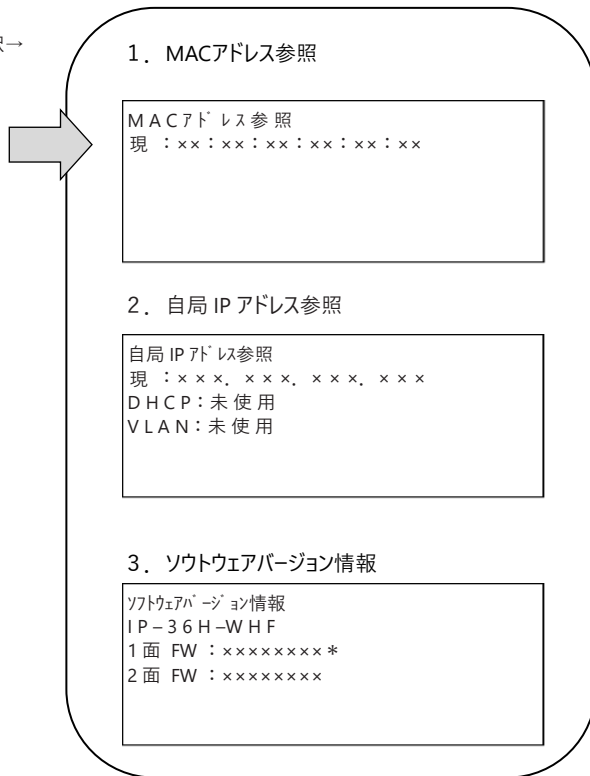 →
1．MACアドレス参照
ＭＡＣｱﾄﾞﾚｽ参照
現 ：××：××：××：××：××：××
2．自局 IP アドレス参照
自局 IP ｱﾄﾞﾚｽ参照
現 ：×××．×××．×××．×××
ＤＨＣＰ：未使用
ＶＬＡＮ：未使用
3．ソウトウェアバージョン情報
ｿﾌﾄｳｪｱﾊﾞｰｼﾞｮﾝ情報
ＩＰ–３６Ｈ–ＷＨＦ
1面 FW ：××××××××＊
2面 FW ：××××××××